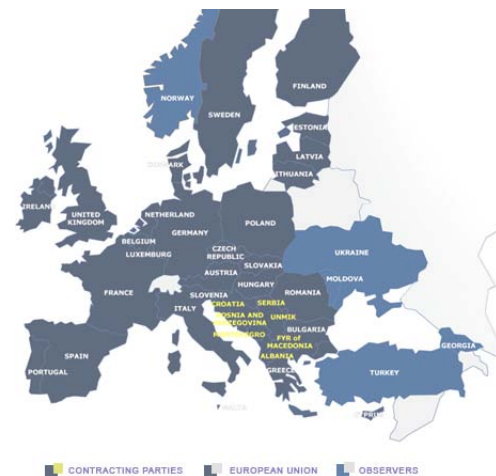 FINLAND
NORWAY
SWEDEN
ESTONIA
LATVIA
LITHUANIA
DENMARK
IRELAND
UNITED
KINGDOM
NETHERLAND
POLAND
GERMANY
BELGIUM
LUXEMBURG
CZECH
REPUBLIC
SLOVAKIA
UKRAINE
AUSTRIA
MOLDOVA
HUNGARY
FRANCE
SLOVENIA
ROMANIA
CROATIA
SERBIA
ITALY
BOSNIA AND
HERZEGOVINA
UNMIK
BULGARIA
MONTENEGRO
FYR of
MACEDONIA
GEORGIA
SPAIN
PORTUGAL
ALBANIA
GREECE
TURKEY
CYPRUS
CONTRACTING PARTIES
EUROPEAN UNION
OBSERVERS